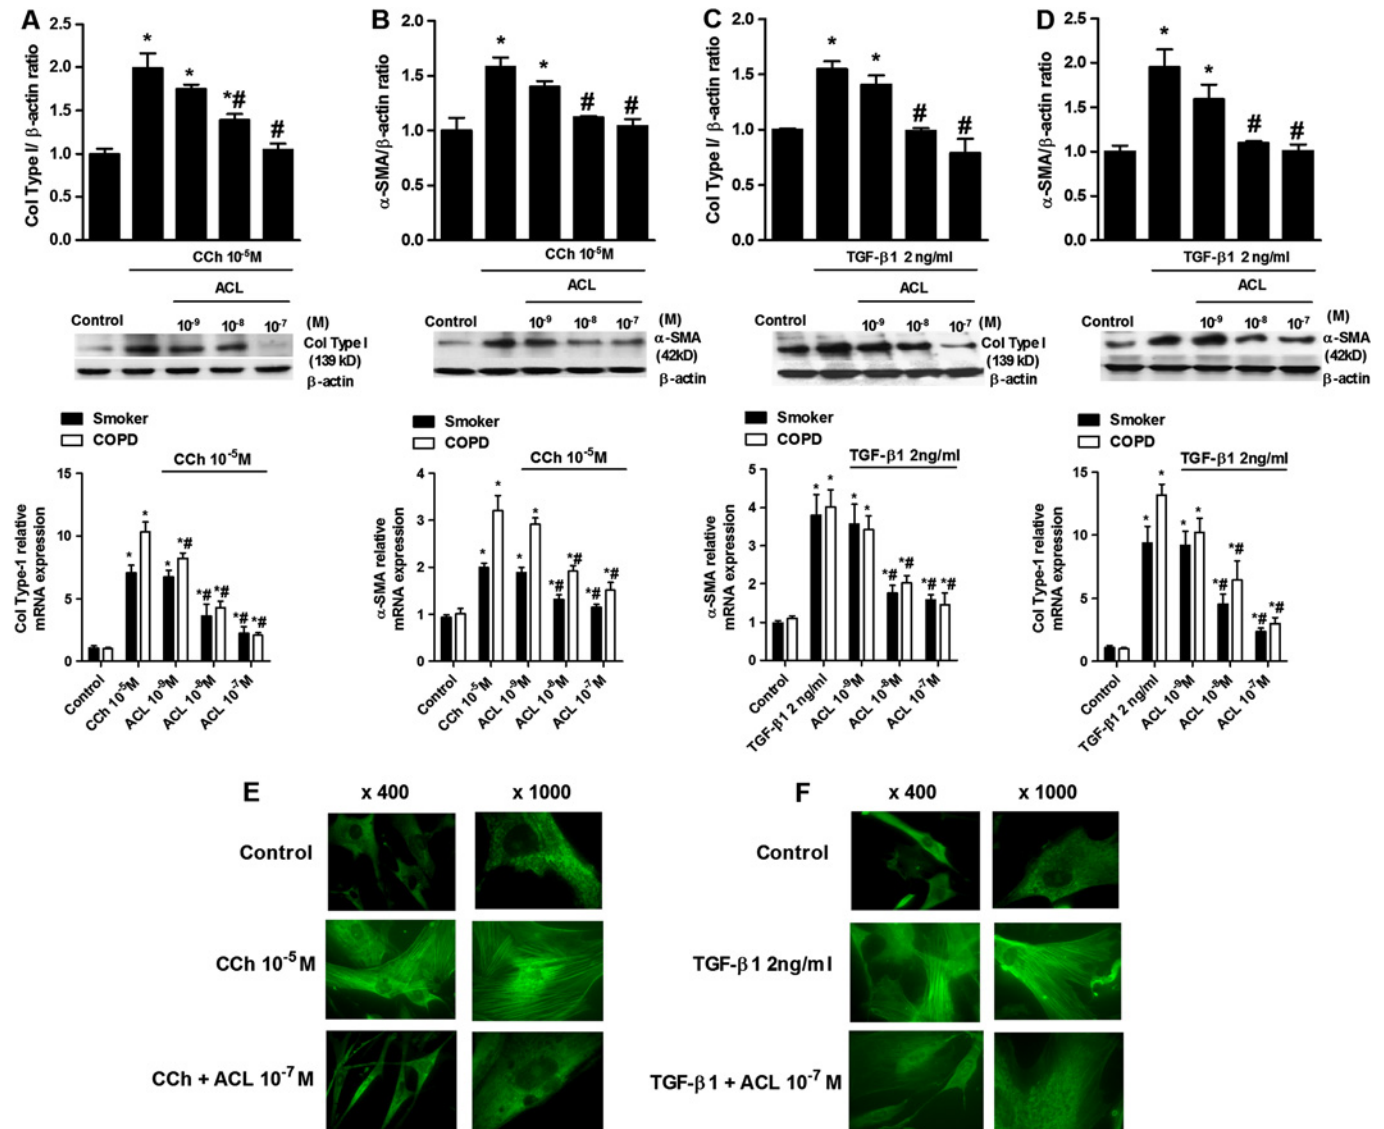 A
Col Type I/ β-actin ratio
2.5
2.0
1.5
1.0
0.5
0.0
*
*
*#
#
CCh 10⁻⁵M
ACL
Control
10⁻⁹
10⁻⁸
10⁻⁷
(M)
Col Type I
(139 kD)
β-actin
B
α-SMA/β-actin ratio
2.0
1.5
1.0
0.5
0.0
*
*
#
#
CCh 10⁻⁵M
ACL
Control
10⁻⁹
10⁻⁸
10⁻⁷
(M)
α-SMA
(42kD)
β-actin
C
Col Type I/ β-actin ratio
2.0
1.5
1.0
0.5
0.0
*
*
#
#
TGF-β1 2 ng/ml
ACL
Control
10⁻⁹
10⁻⁸
10⁻⁷
(M)
Col Type I
(139 kD)
β-actin
D
α-SMA/β-actin ratio
2.5
2.0
1.5
1.0
0.5
0.0
*
*
#
#
TGF-β1 2 ng/ml
ACL
Control
10⁻⁹
10⁻⁸
10⁻⁷
(M)
α-SMA
(42kD)
β-actin
Smoker
COPD
CCh 10⁻⁵M
Col Type-1 relative
mRNA expression
15
10
5
0
*
*
*
*#
*#
*#
*#
*#
Control
CCh 10⁻⁵M
ACL 10⁻⁹M
ACL 10⁻⁸M
ACL 10⁻⁷M
Smoker
COPD
CCh 10⁻⁵M
α-SMA relative
mRNA expression
4
3
2
1
0
*
*
*
*
*#
*#
*#
*#
Control
CCh 10⁻⁵M
ACL 10⁻⁹M
ACL 10⁻⁸M
ACL 10⁻⁷M
Smoker
COPD
TGF-β1 2ng/ml
α-SMA relative
mRNA expression
5
4
3
2
1
0
*
*
*
*
*#
*#
*#
*#
Control
TGF-β1 2 ng/ml
ACL 10⁻⁹M
ACL 10⁻⁸M
ACL 10⁻⁷M
Smoker
COPD
TGF-β1 2ng/ml
Col Type-1 relative
mRNA expression
15
10
5
0
*
*
*
*
*#
*#
*#
*#
Control
TGF-β1 2 ng/ml
ACL 10⁻⁹M
ACL 10⁻⁸M
ACL 10⁻⁷M
E
x 400
x 1000
Control
CCh 10⁻⁵M
CCh + ACL 10⁻⁷M
F
x 400
x 1000
Control
TGF-β1 2ng/ml
TGF-β1 + ACL 10⁻⁷ M